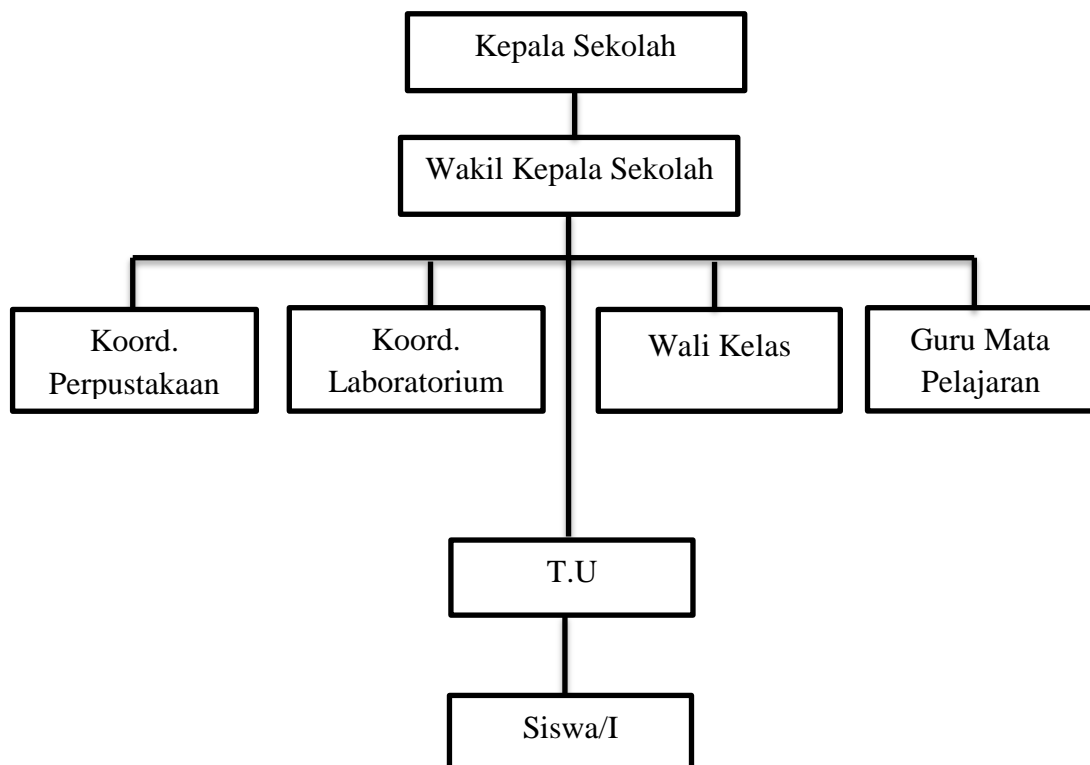 Kepala Sekolah
Wakil Kepala Sekolah
Koord.
Perpustakaan
Koord.
Laboratorium
Wali Kelas
Guru Mata
Pelajaran
T.U
Siswa/I